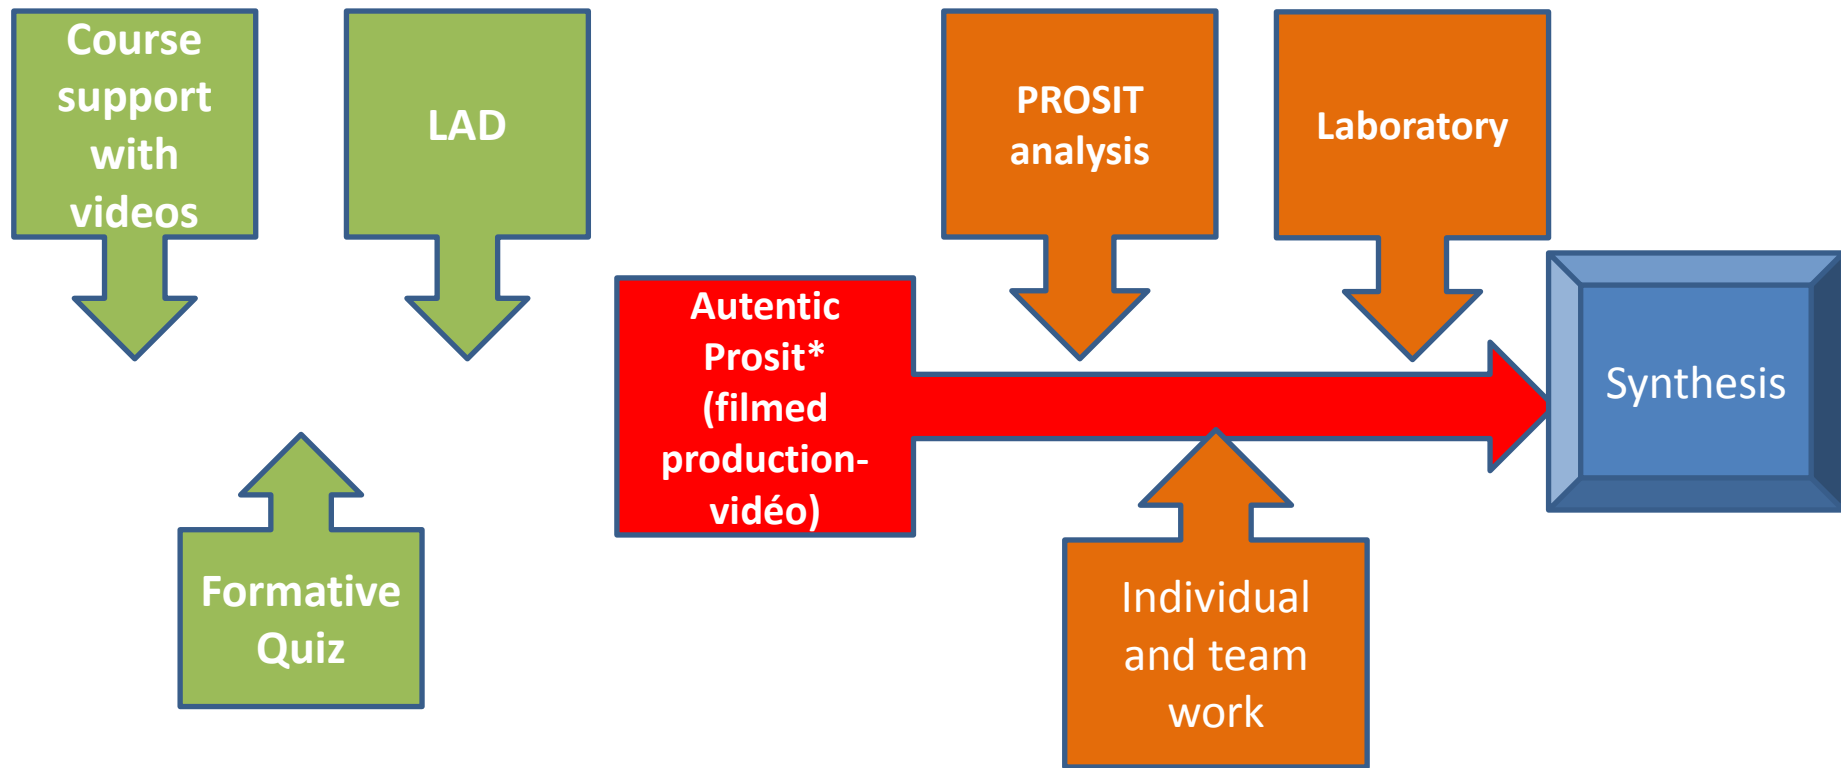 Course
support
with
videos
LAD
Formative
Quiz
Autentic
Prosit*
(filmed
production-
vidéo)
PROSIT
analysis
Laboratory
Individual
and team
work
Synthesis